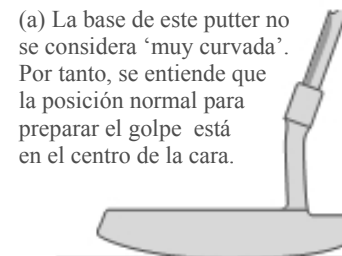 (a) La base de este putter no
se considera ‘muy curvada’.
Por tanto, se entiende que
la posición normal para
preparar el golpe está
en el centro de la cara.